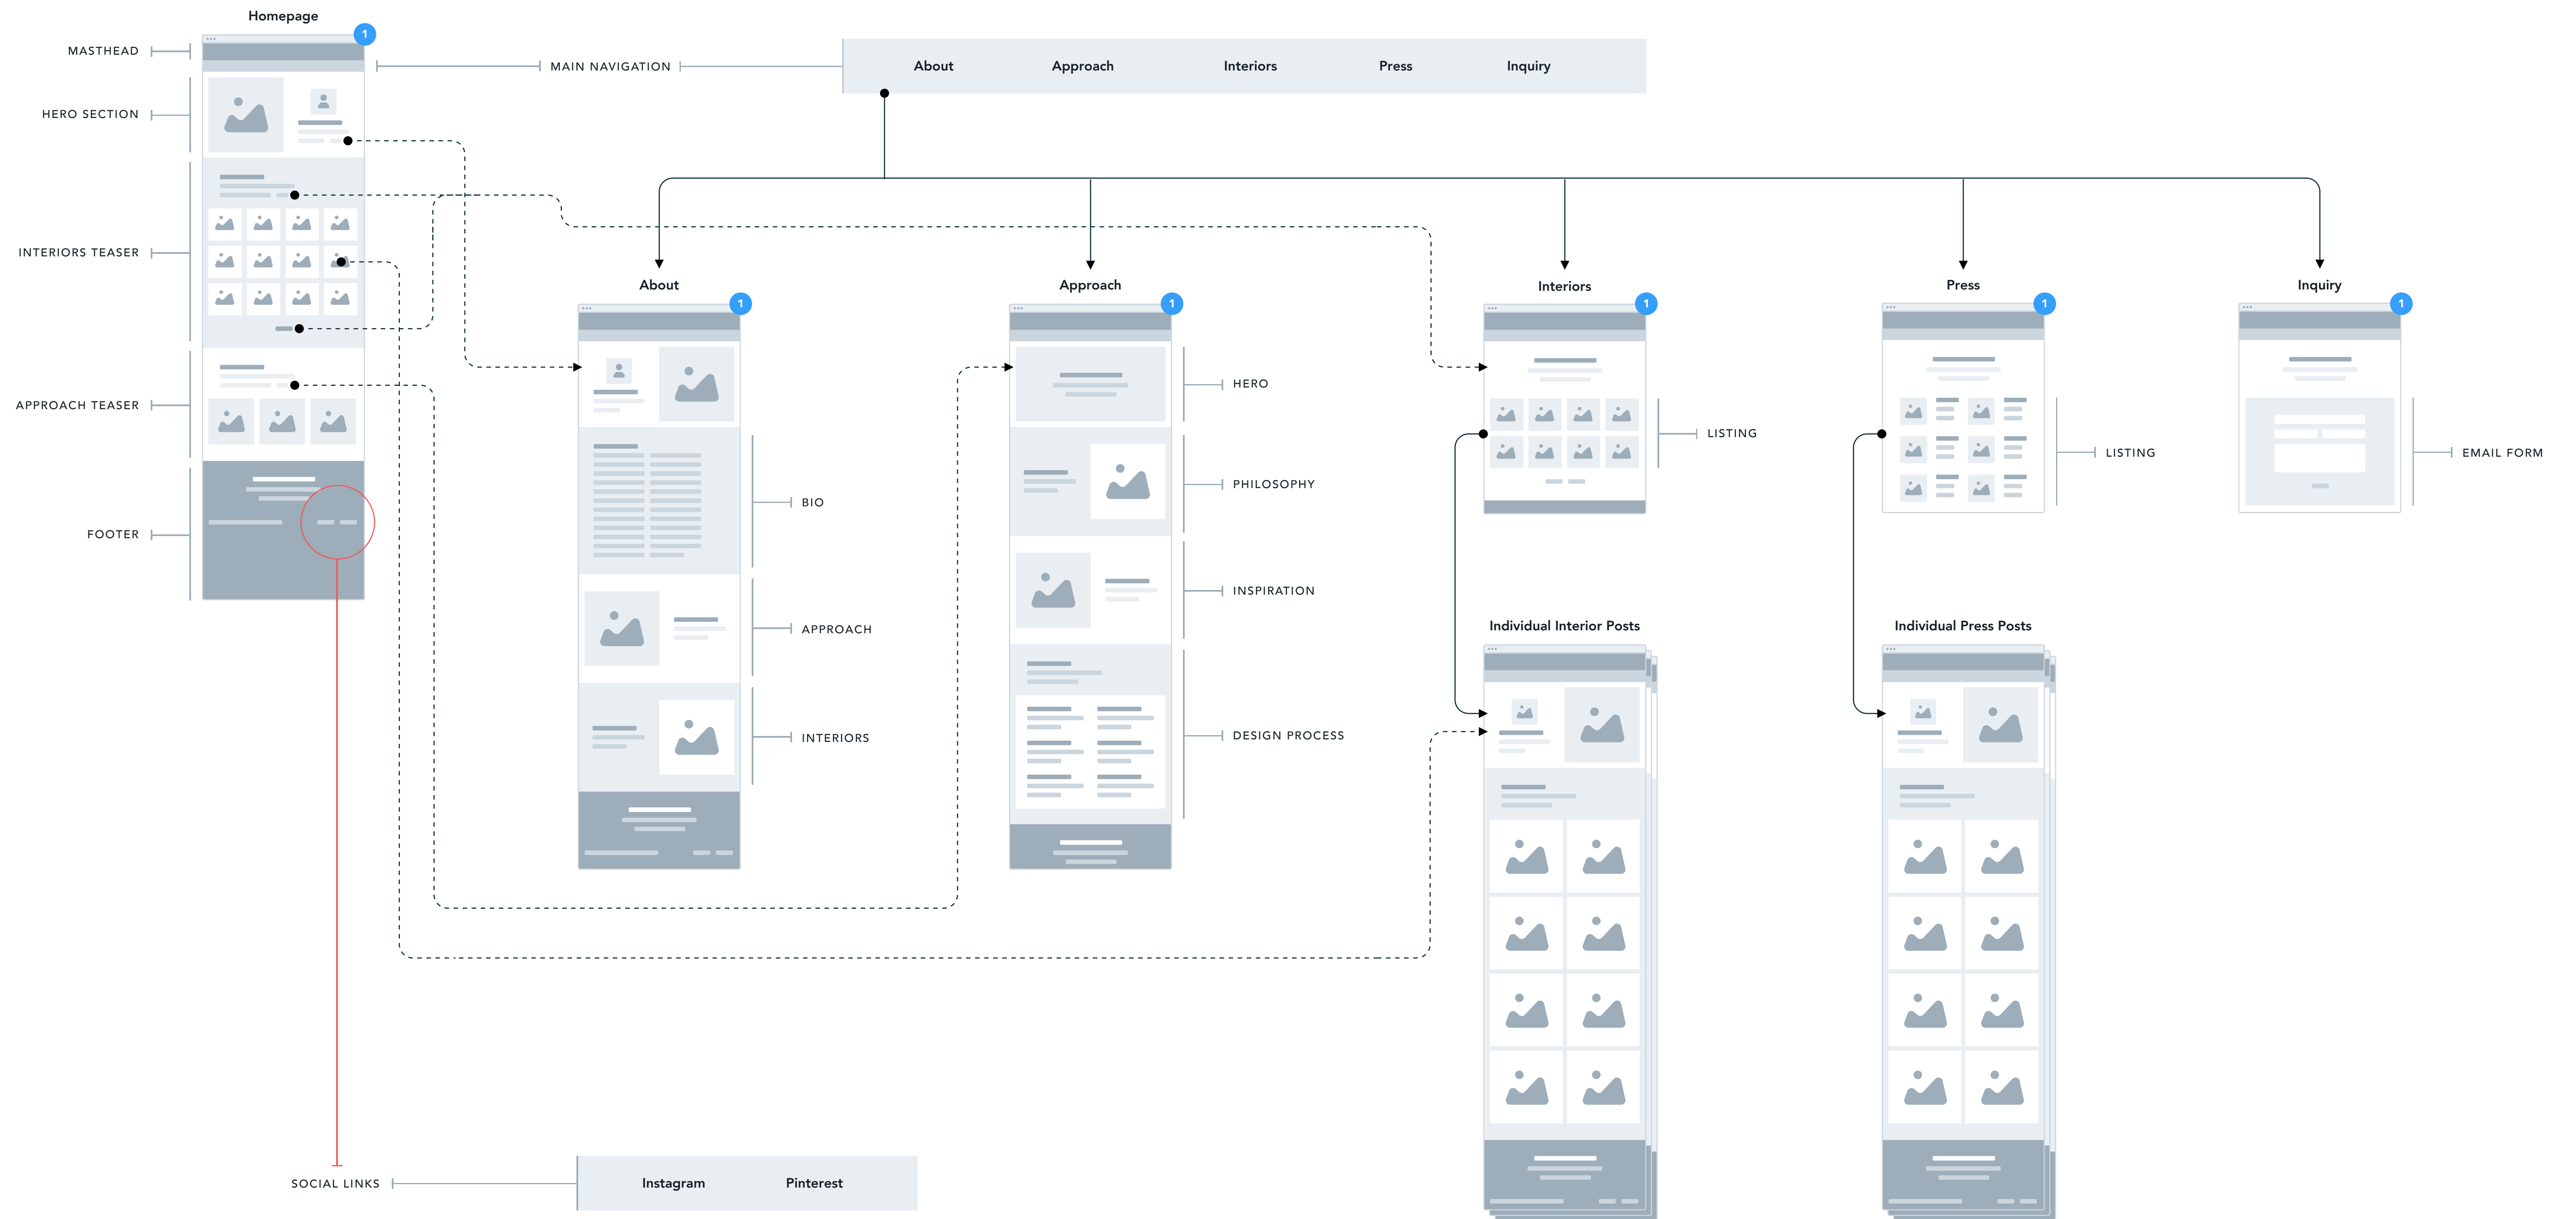 Homepage
1
MASTHEAD
MAIN NAVIGATION
About
Approach
Interiors
Press
Inquiry
HERO SECTION
INTERIORS TEASER
APPROACH TEASER
FOOTER
About
1
BIO
APPROACH
INTERIORS
Approach
1
HERO
PHILOSOPHY
INSPIRATION
DESIGN PROCESS
Interiors
1
LISTING
Press
1
LISTING
Inquiry
1
EMAIL FORM
Individual Interior Posts
Individual Press Posts
SOCIAL LINKS
Instagram
Pinterest